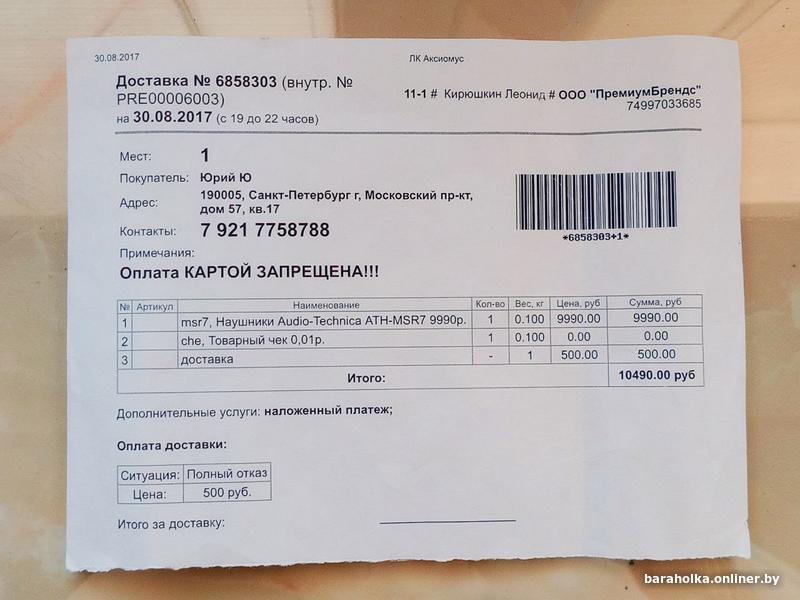 30.08.2017
ЛК Аксиомус
Доставка № 6858303 (внутр. №
PRE00006003)
на 30.08.2017 (с 19 до 22 часов)
11-1 # Кирюшкин Леонид # ООО "ПремиумБрендс"
74997033685
Мест: 1
Покупатель: Юрий Ю
Адрес: 190005, Санкт-Петербург г, Московский пр-кт,
дом 57, кв.17
Контакты: 7 921 7758788
*6858303+1*
Примечания:
Оплата КАРТОЙ ЗАПРЕЩЕНА!!!
№ Артикул Наименование Кол-во Вес, кг Цена, руб Сумма, руб
1 msr7, Наушники Audio-Technica ATH-MSR7 9990р. 1 0.100 9990.00 9990.00
2 che, Товарный чек 0,01р. 1 0.100 0.00 0.00
3 доставка - 1 500.00 500.00
Итого: 10490.00 руб
Дополнительные услуги: наложенный платеж;
Оплата доставки:
Ситуация: Полный отказ
Цена: 500 руб.
Итого за доставку:
baraholka.onliner.by